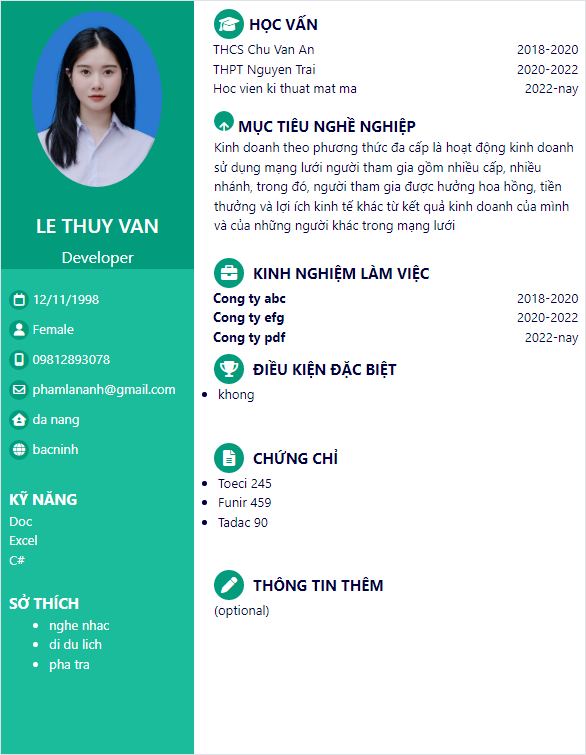 LE THUY VAN
Developer
12/11/1998
Female
09812893078
phamlananh@gmail.com
da nang
bacninh
KỸ NĂNG
Doc
Excel
C#
SỞ THÍCH
nghe nhac
di du lich
pha tra
HỌC VẤN
THCS Chu Van An 2018-2020
THPT Nguyen Trai 2020-2022
Hoc vien ki thuat mat ma 2022-nay
MỤC TIÊU NGHỀ NGHIỆP
Kinh doanh theo phương thức đa cấp là hoạt động kinh doanh
sử dụng mạng lưới người tham gia gồm nhiều cấp, nhiều
nhánh, trong đó, người tham gia được hưởng hoa hồng, tiền
thưởng và lợi ích kinh tế khác từ kết quả kinh doanh của mình
và của những người khác trong mạng lưới
KINH NGHIỆM LÀM VIỆC
Cong ty abc 2018-2020
Cong ty efg 2020-2022
Cong ty pdf 2022-nay
ĐIỀU KIỆN ĐẶC BIỆT
khong
CHỨNG CHỈ
Toeci 245
Funir 459
Tadac 90
THÔNG TIN THÊM
(optional)